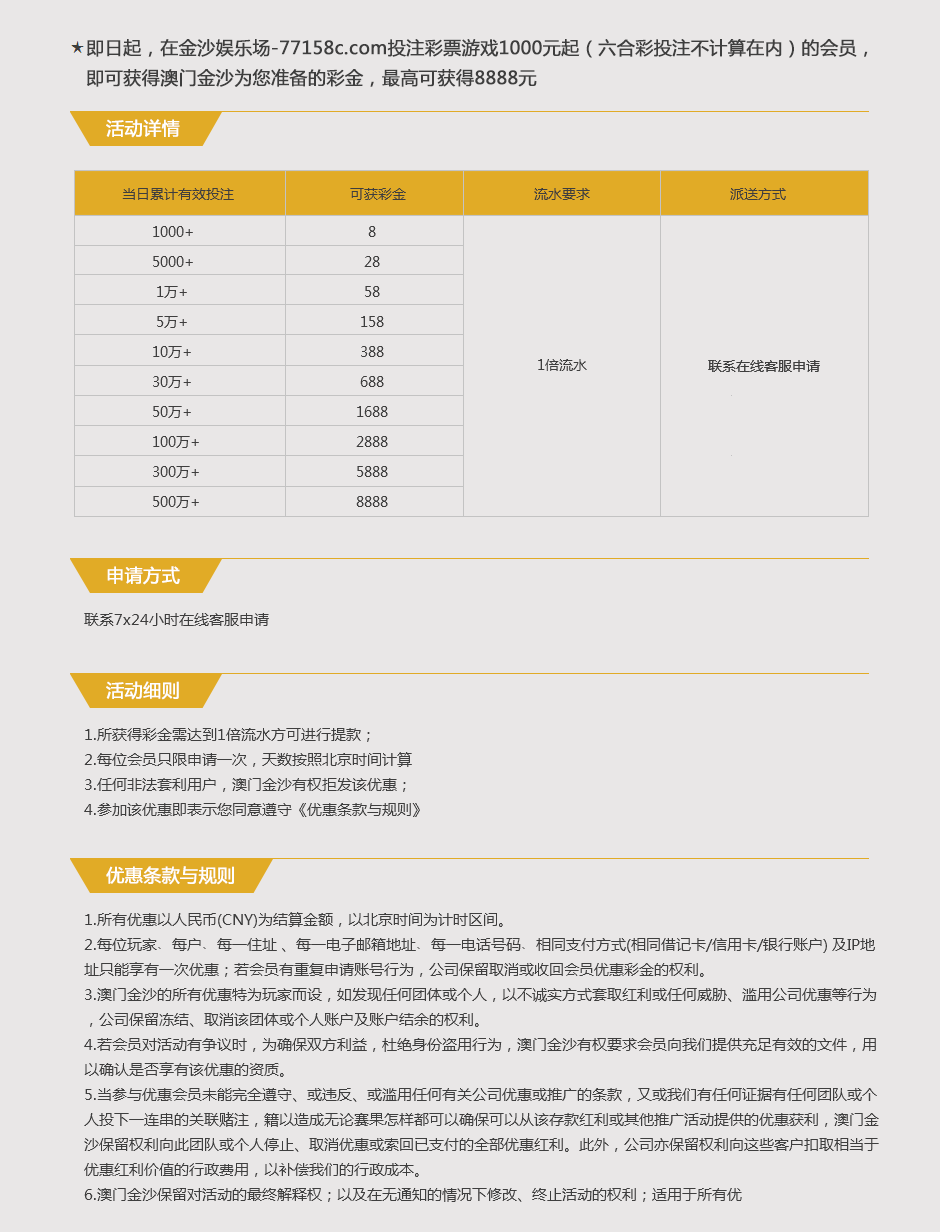 ★即日起，在金沙娱乐场-77158c.com投注彩票游戏1000元起（六合彩投注不计算在内）的会员，
即可获得澳门金沙为您准备的彩金，最高可获得8888元
活动详情
当日累计有效投注 可获彩金 流水要求 派送方式
1000+ 8
5000+ 28
1万+ 58
5万+ 158
10万+ 388
1倍流水 联系在线客服申请
30万+ 688
50万+ 1688
100万+ 2888
300万+ 5888
500万+ 8888
申请方式
联系7x24小时在线客服申请
活动细则
1.所获得彩金需达到1倍流水方可进行提款；
2.每位会员只限申请一次，天数按照北京时间计算
3.任何非法套利用户，澳门金沙有权拒发该优惠；
4.参加该优惠即表示您同意遵守《优惠条款与规则》
优惠条款与规则
1.所有优惠以人民币(CNY)为结算金额，以北京时间为计时区间。
2.每位玩家、每户、每一住址 、每一电子邮箱地址、每一电话号码、相同支付方式(相同借记卡/信用卡/银行账户) 及IP地
址只能享有一次优惠；若会员有重复申请账号行为，公司保留取消或收回会员优惠彩金的权利。
3.澳门金沙的所有优惠特为玩家而设，如发现任何团体或个人，以不诚实方式套取红利或任何威胁、滥用公司优惠等行为
，公司保留冻结、取消该团体或个人账户及账户结余的权利。
4.若会员对活动有争议时，为确保双方利益，杜绝身份盗用行为，澳门金沙有权要求会员向我们提供充足有效的文件，用
以确认是否享有该优惠的资质。
5.当参与优惠会员未能完全遵守、或违反、或滥用任何有关公司优惠或推广的条款，又或我们有任何证据有任何团队或个
人投下一连串的关联赌注，籍以造成无论赛果怎样都可以确保可以从该存款红利或其他推广活动提供的优惠获利，澳门金
沙保留权利向此团队或个人停止、取消优惠或索回已支付的全部优惠红利。此外，公司亦保留权利向这些客户扣取相当于
优惠红利价值的行政费用，以补偿我们的行政成本。
6.澳门金沙保留对活动的最终解释权；以及在无通知的情况下修改、终止活动的权利；适用于所有优